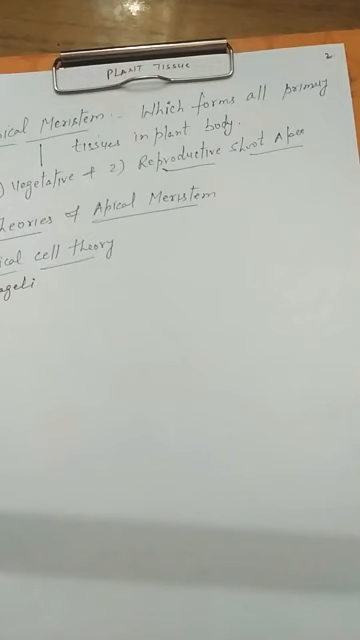 PLANT TISSUE
2
ical Meristem :- Which forms all primary
tissues in plant body.
) Vegetative & 2) Reproductive Shoot Apex
heories of Apical Meristem
ical cell theory
ageli